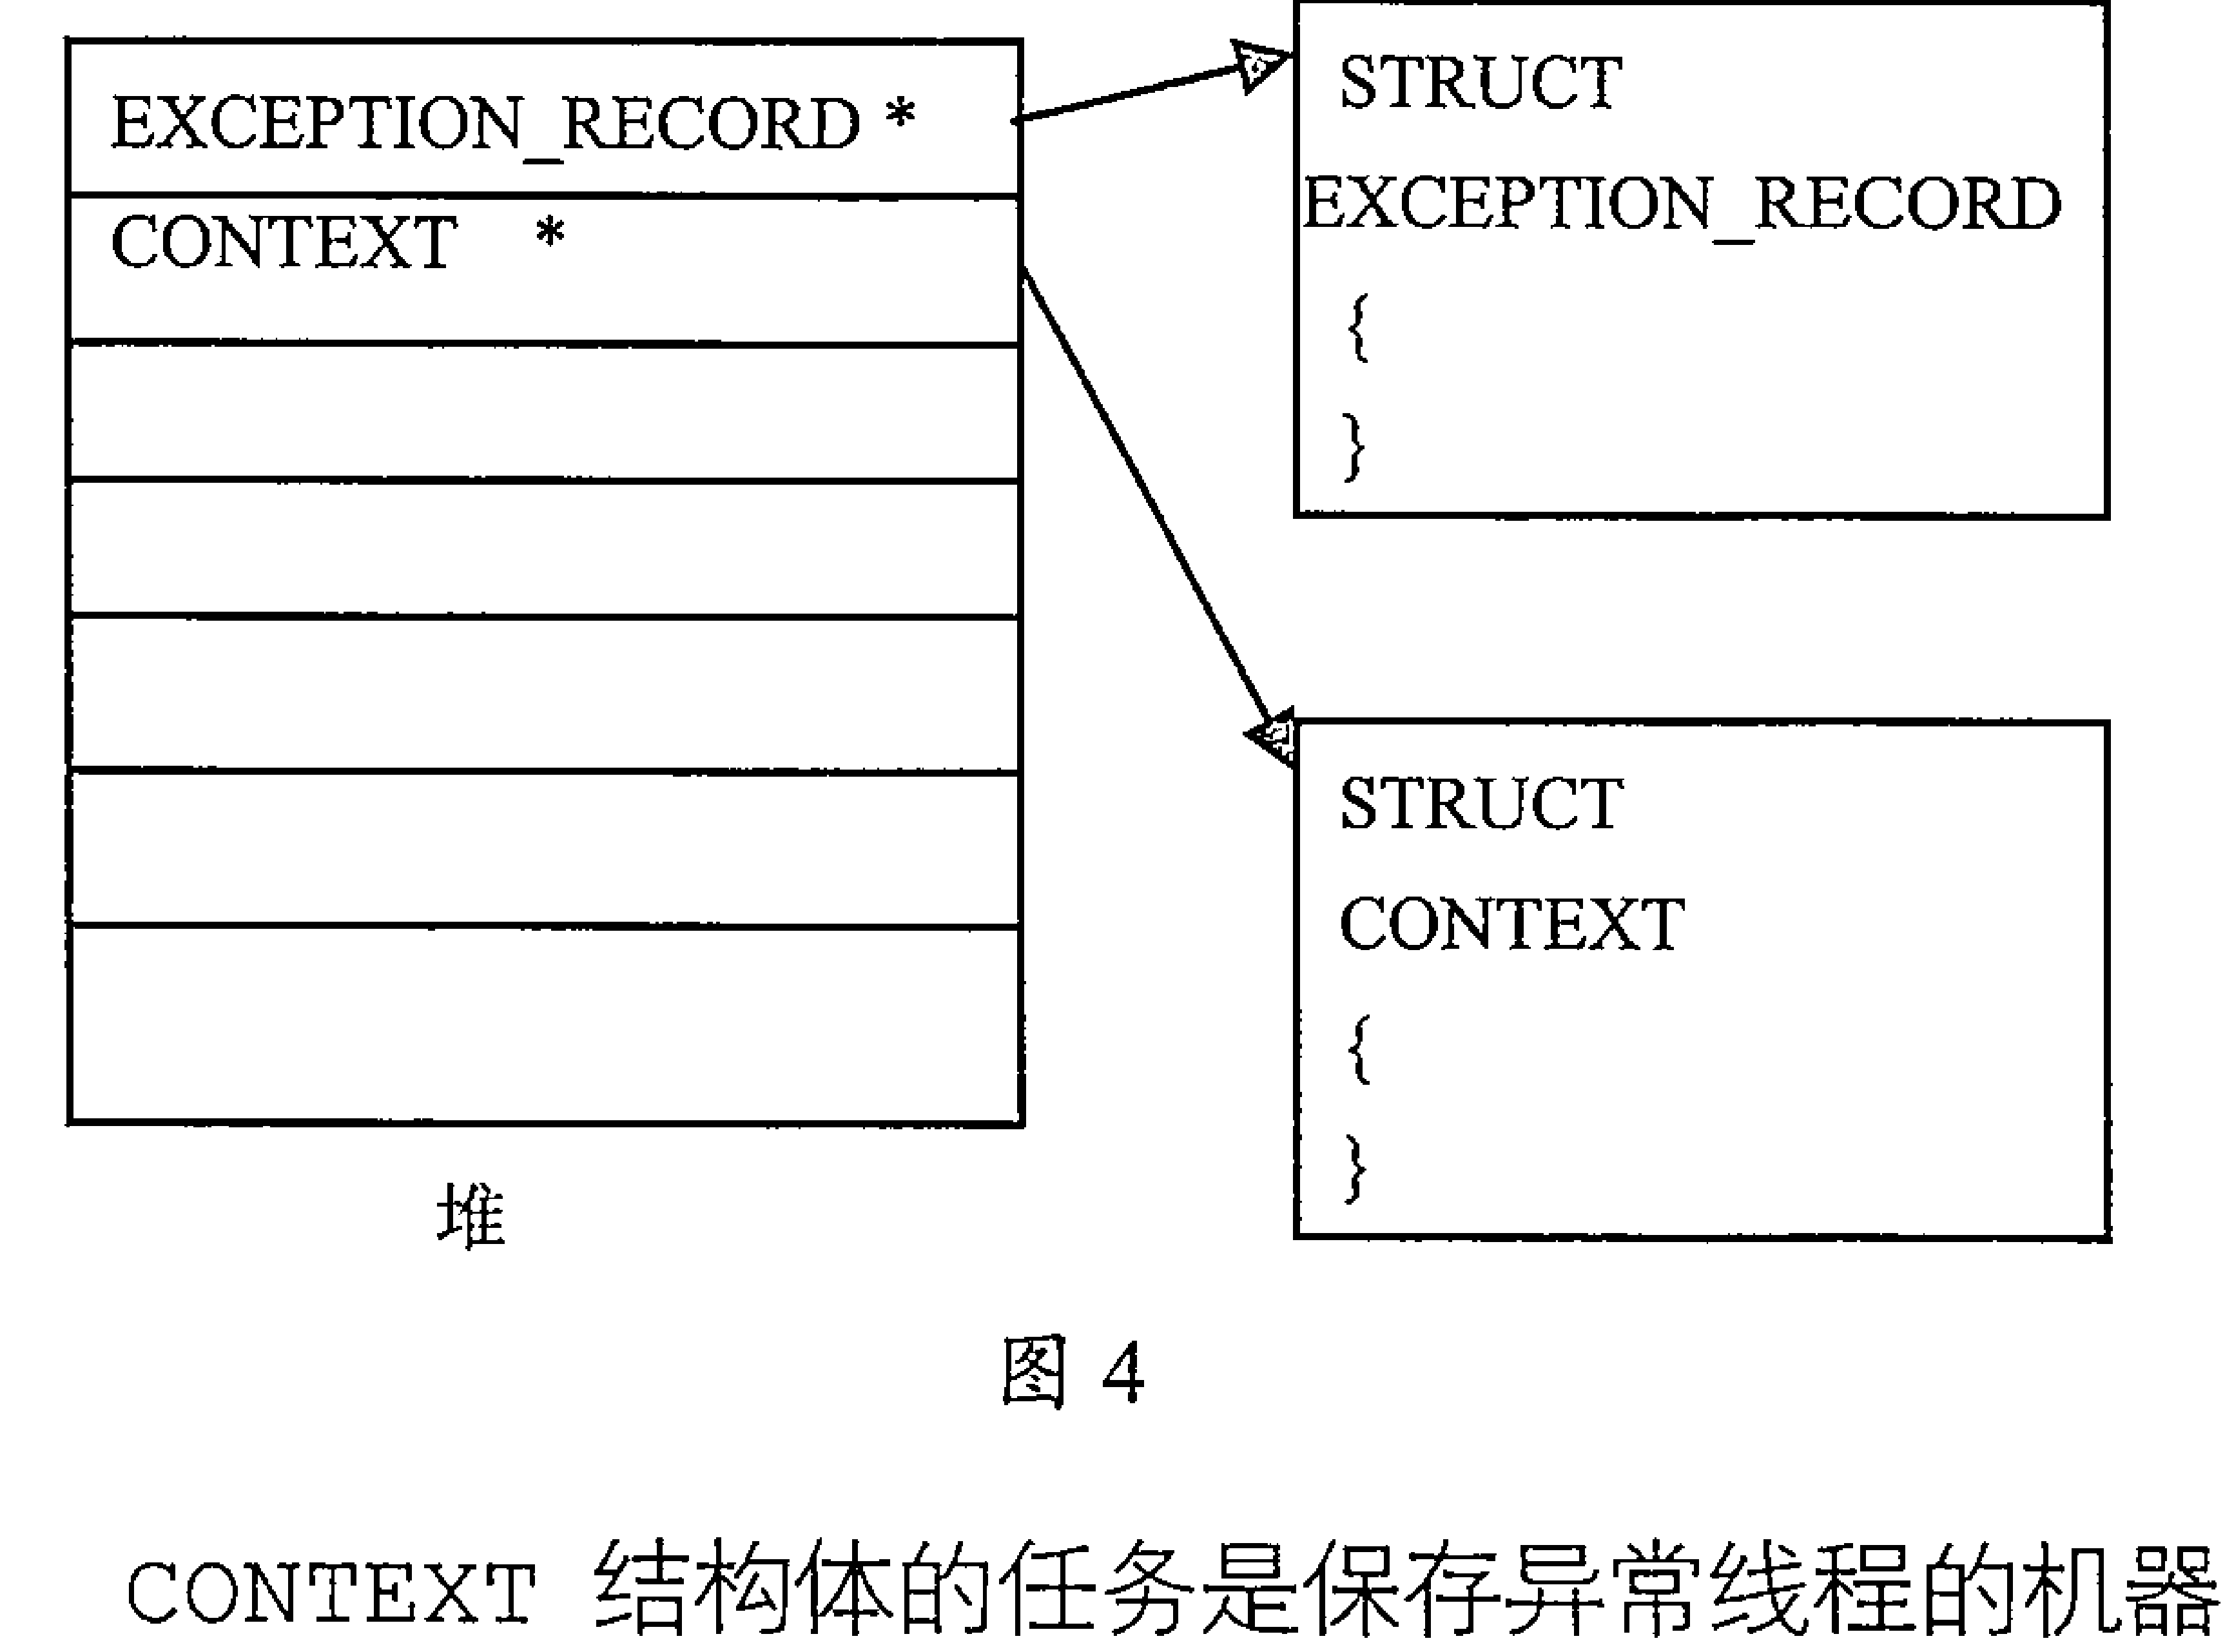 EXCEPTION_RECORD *
CONTEXT *
堆
STRUCT
EXCEPTION_RECORD
{
}
STRUCT
CONTEXT
{
}
图 4
CONTEXT 结构体的任务是保存异常线程的机器